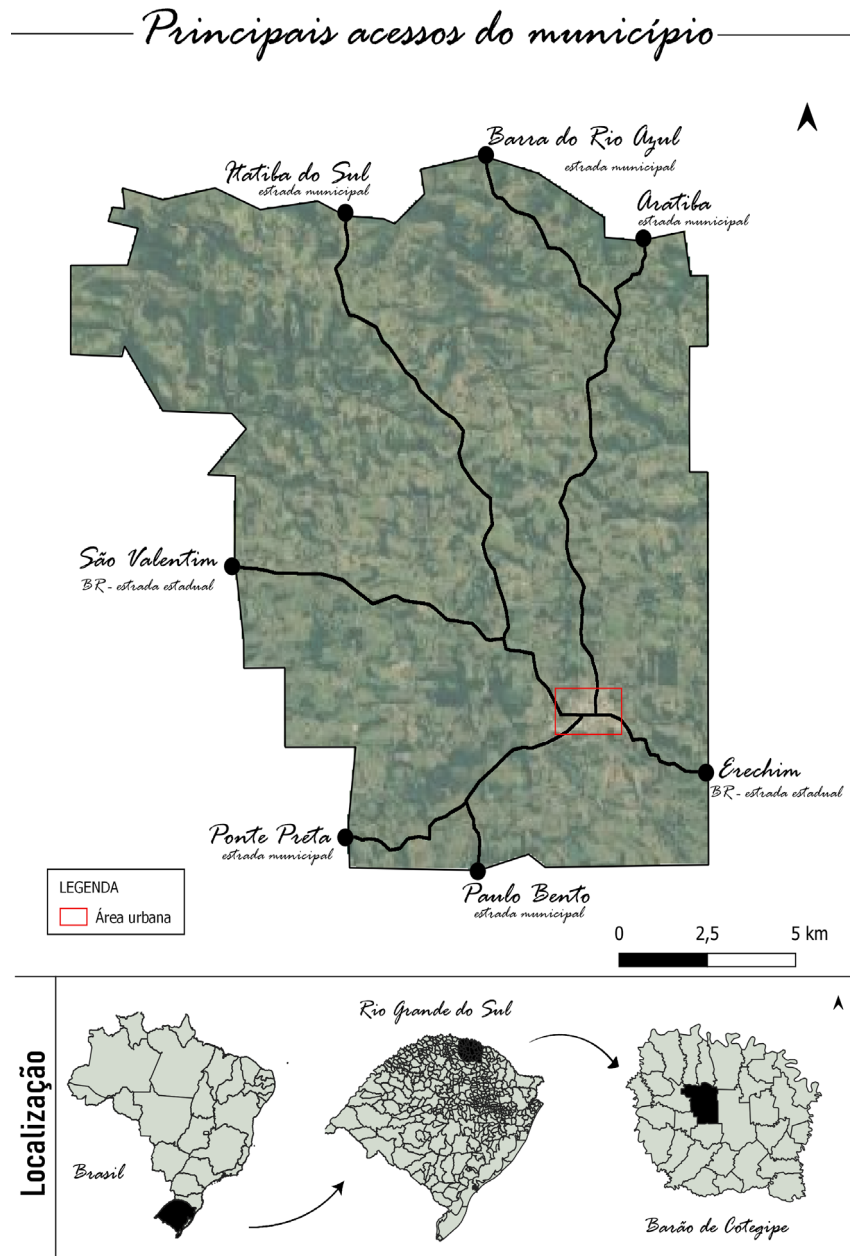 Principais acessos do município
Barra do Rio Azul
estrada municipal
Itatiba do Sul
estrada municipal
Aratiba
estrada municipal
São Valentim
BR - estrada estadual
Erechim
BR - estrada estadual
Ponte Preta
estrada municipal
Paulo Bento
estrada municipal
LEGENDA
Área urbana
0 2,5 5 km
Localização
Brasil
Rio Grande do Sul
Barão de Cotegipe